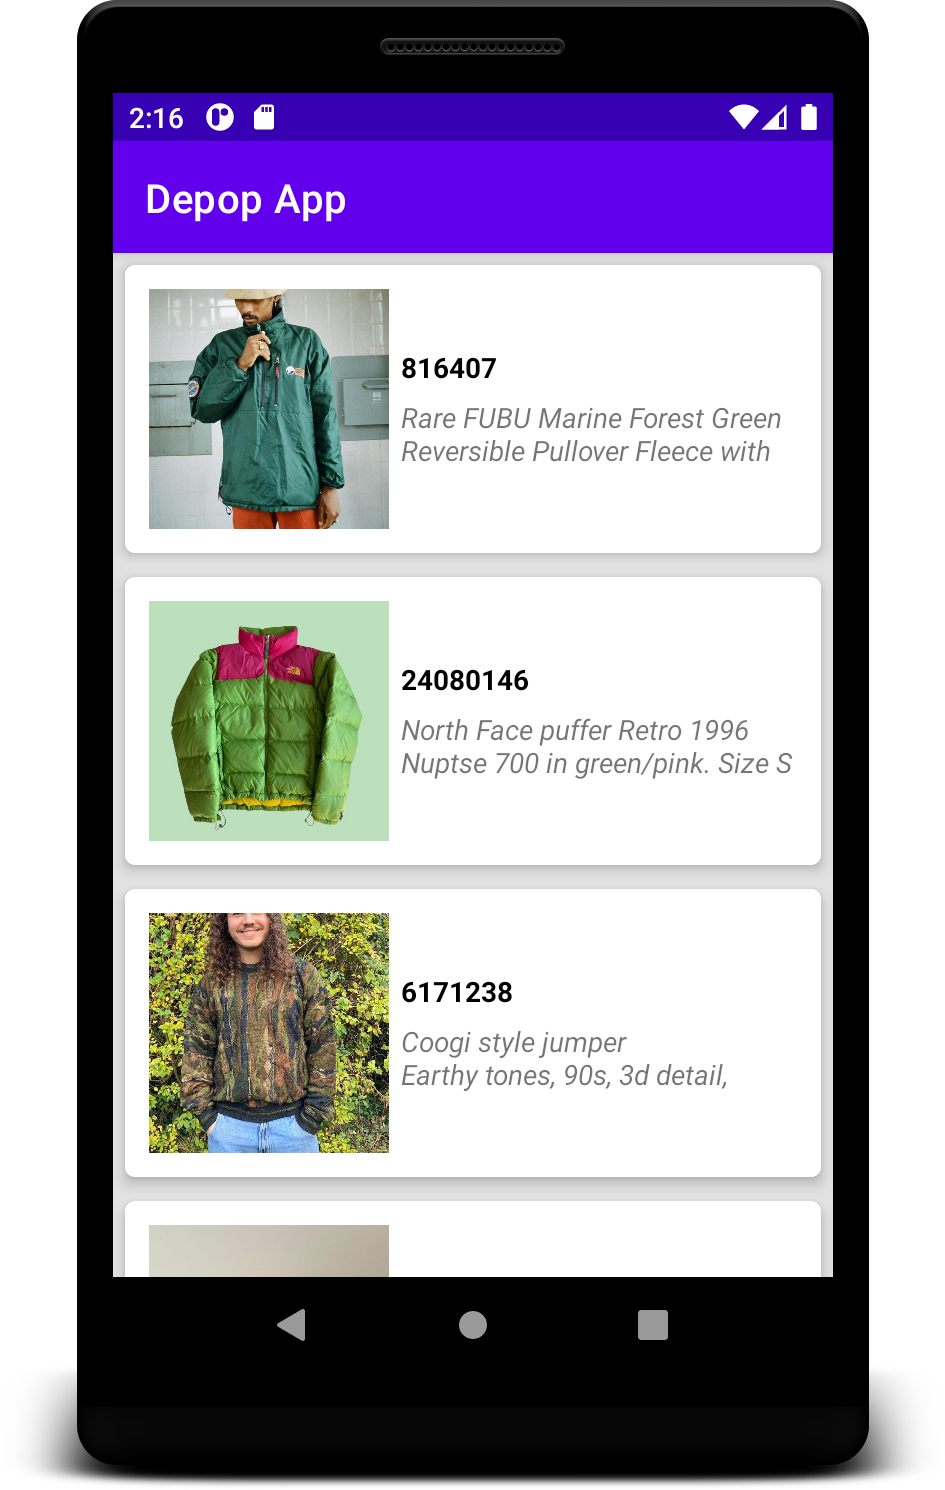 2:16
Depop App
816407
Rare FUBU Marine Forest Green
Reversible Pullover Fleece with
24080146
North Face puffer Retro 1996
Nuptse 700 in green/pink. Size S
6171238
Coogi style jumper
Earthy tones, 90s, 3d detail,